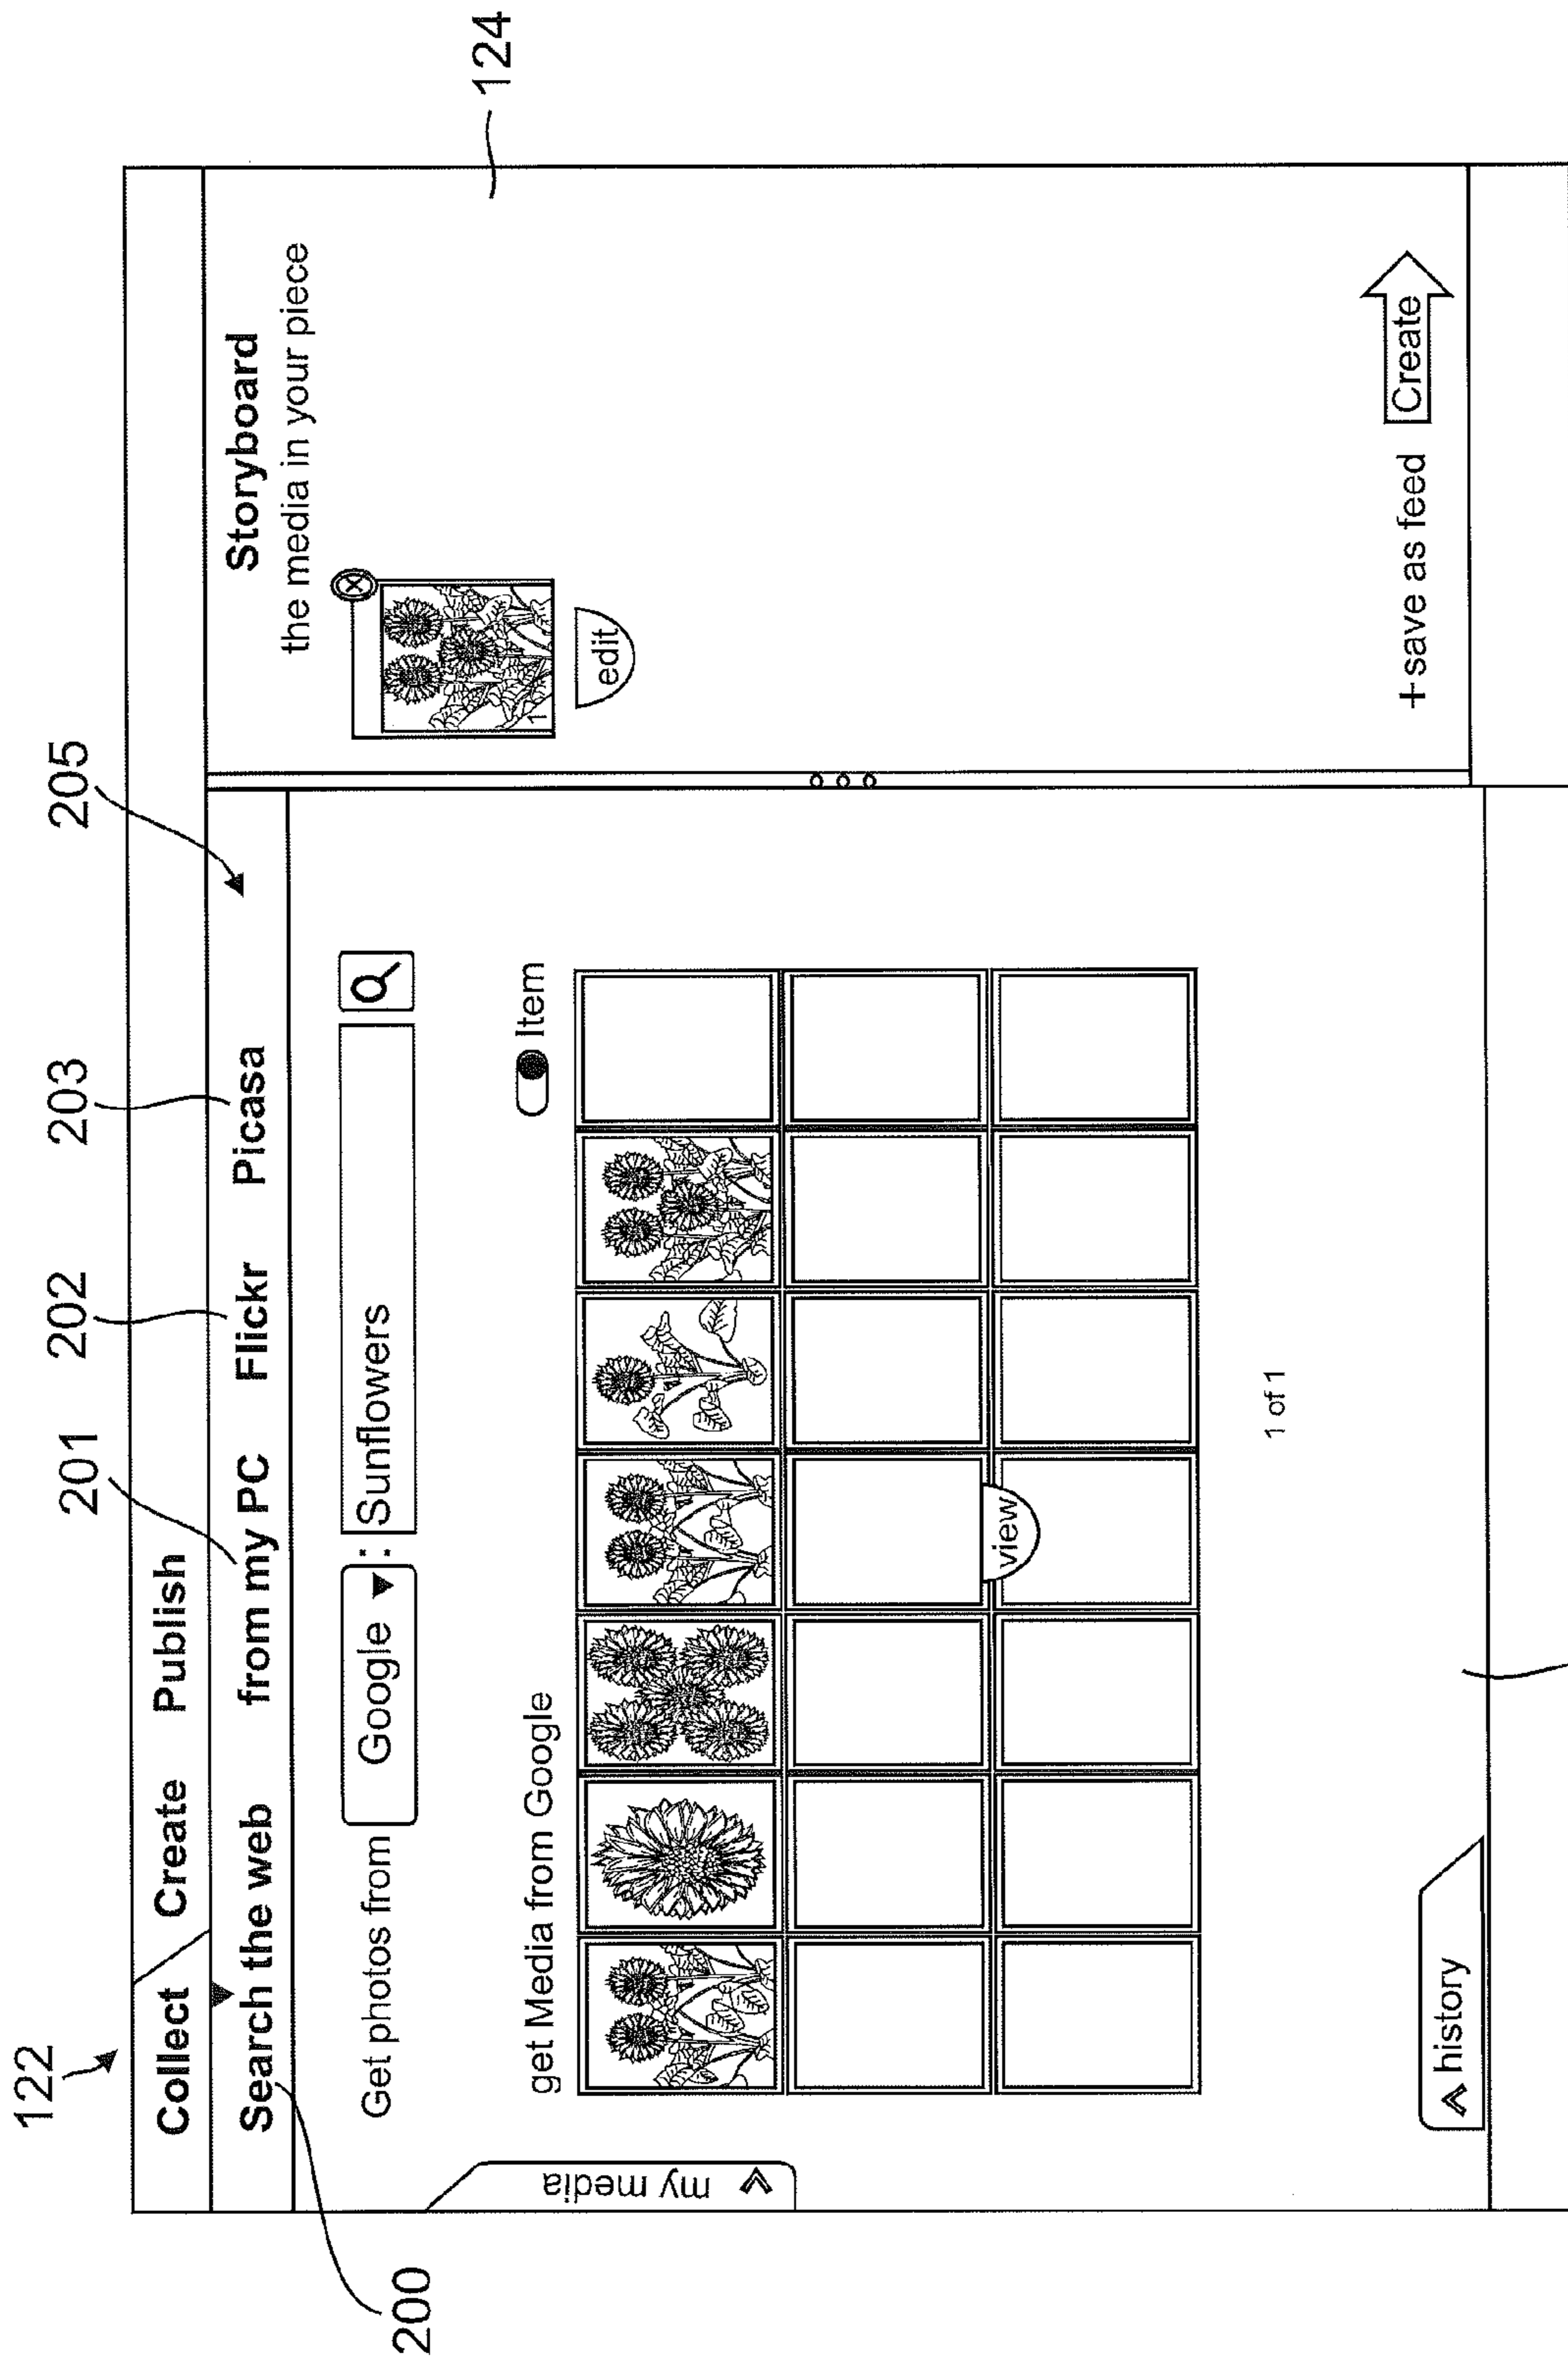 122
205
201
202
203
Collect Create Publish
Search the web from my PC Flickr Picasa
200
Storyboard
the media in your piece
124
Get photos from Google : Sunflowers
1
edit
my media
get Media from Google
Item
view
1 of 1
history
+save as feed Create